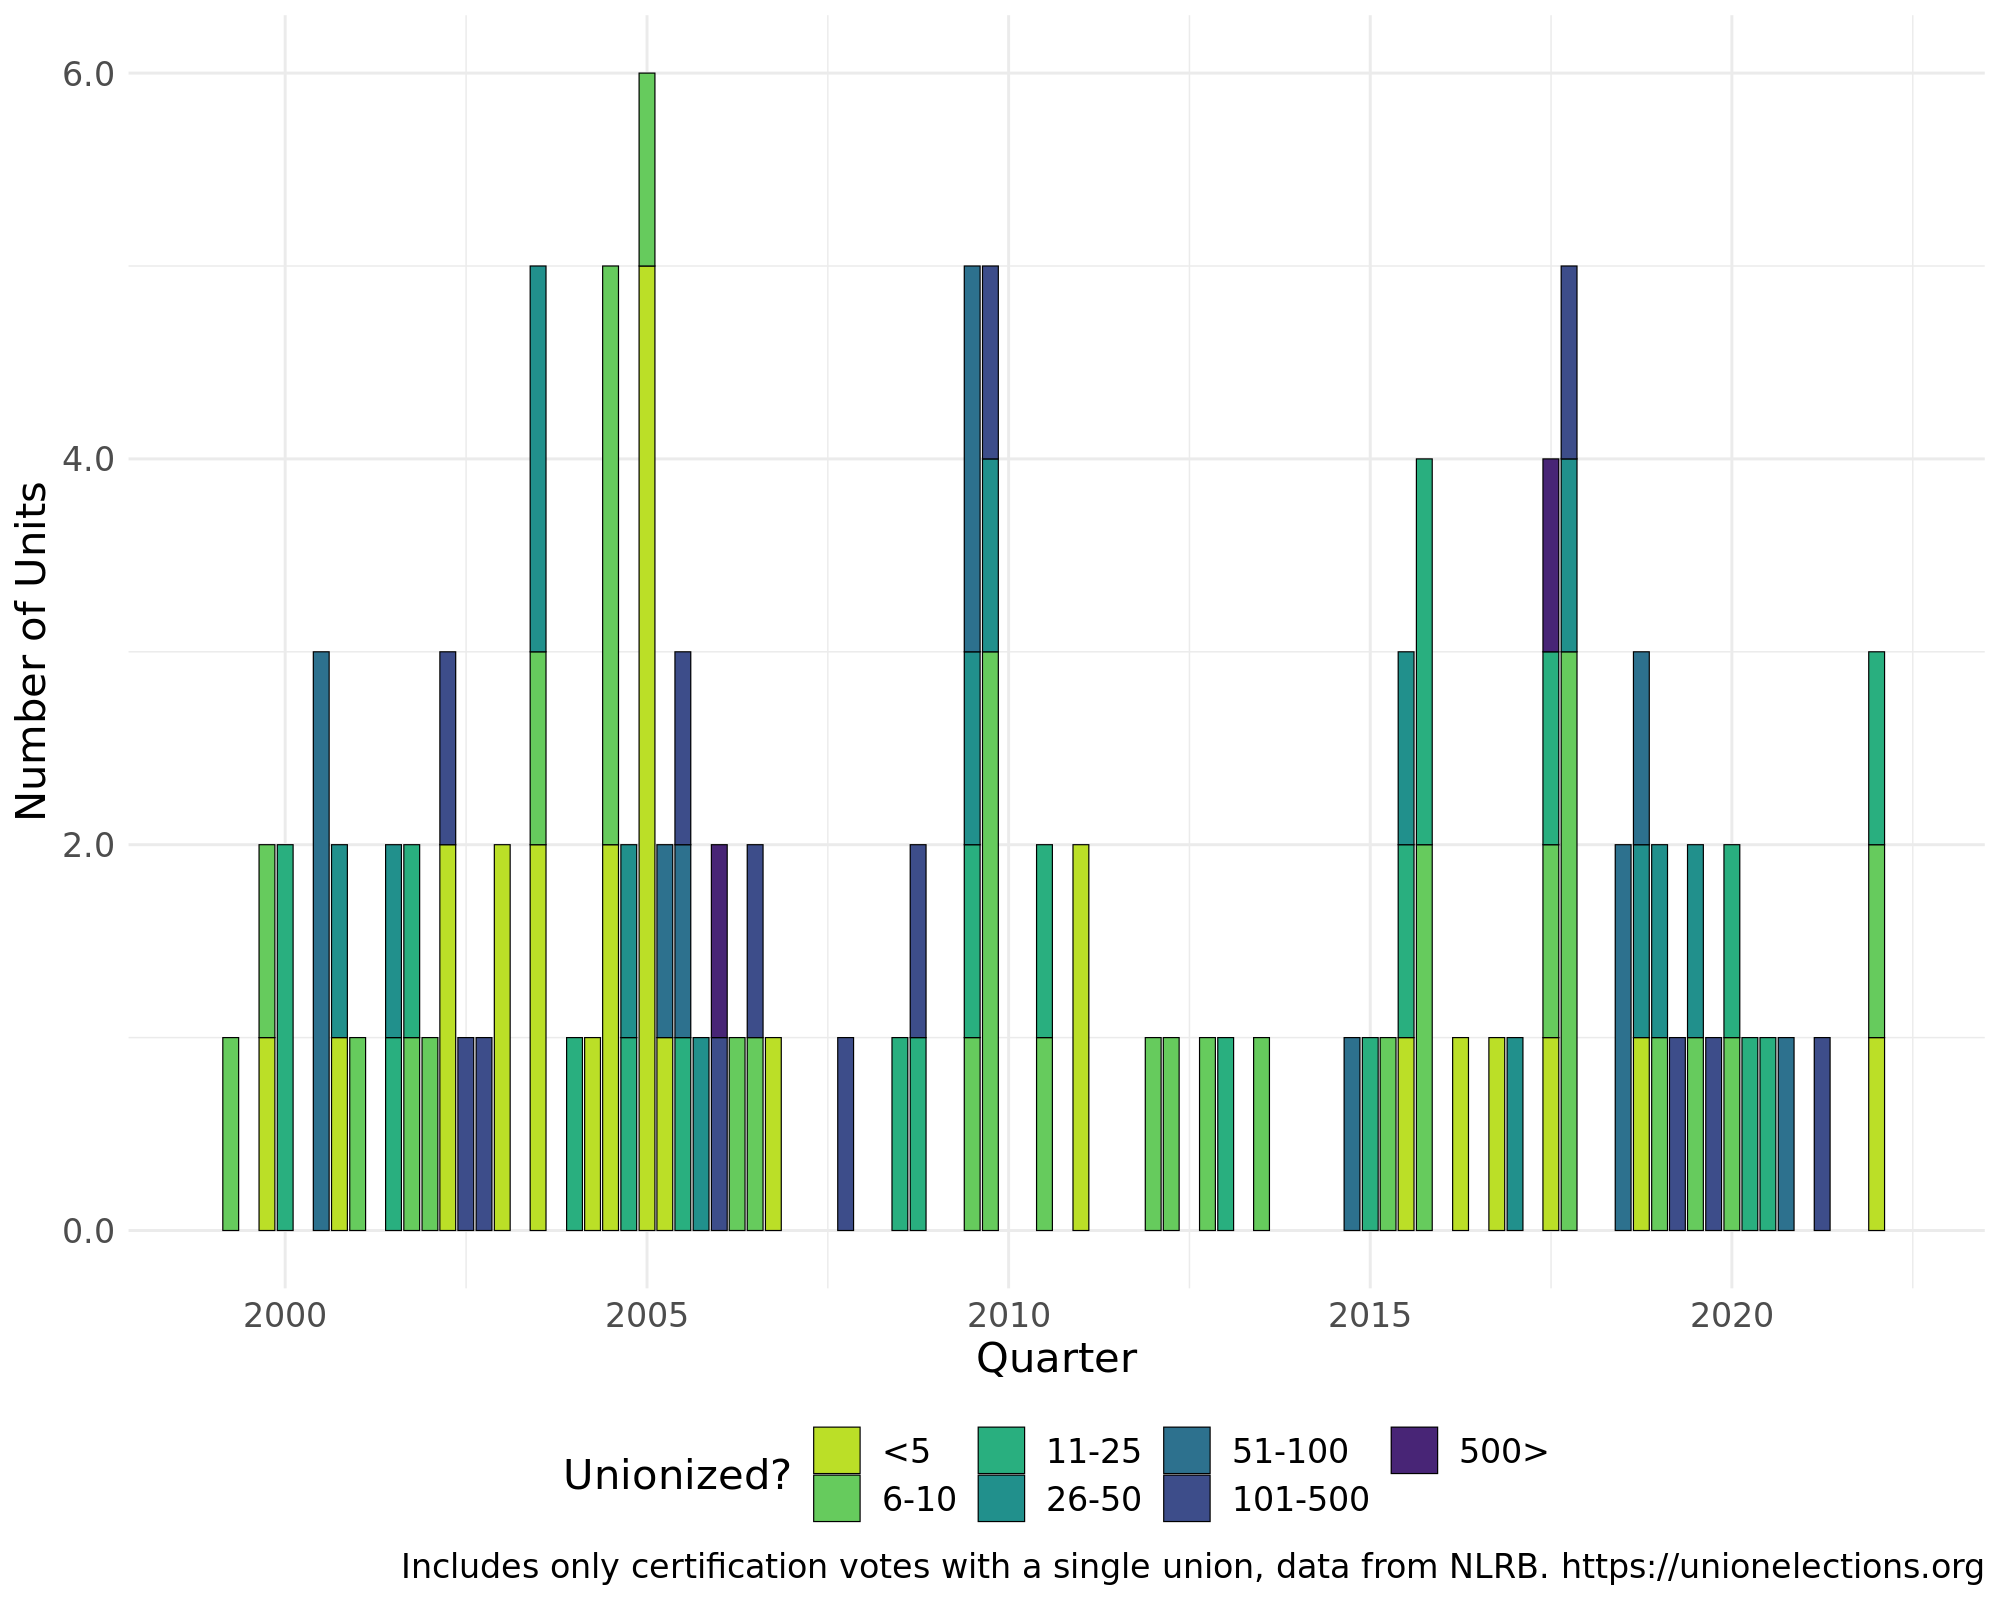 6.0
4.0
2.0
0.0
Number of Units
2000 2005 2010 2015 2020
Quarter
Unionized?
<5 11-25 51-100 500>
6-10 26-50 101-500
Includes only certification votes with a single union, data from NLRB. https://unionelections.org